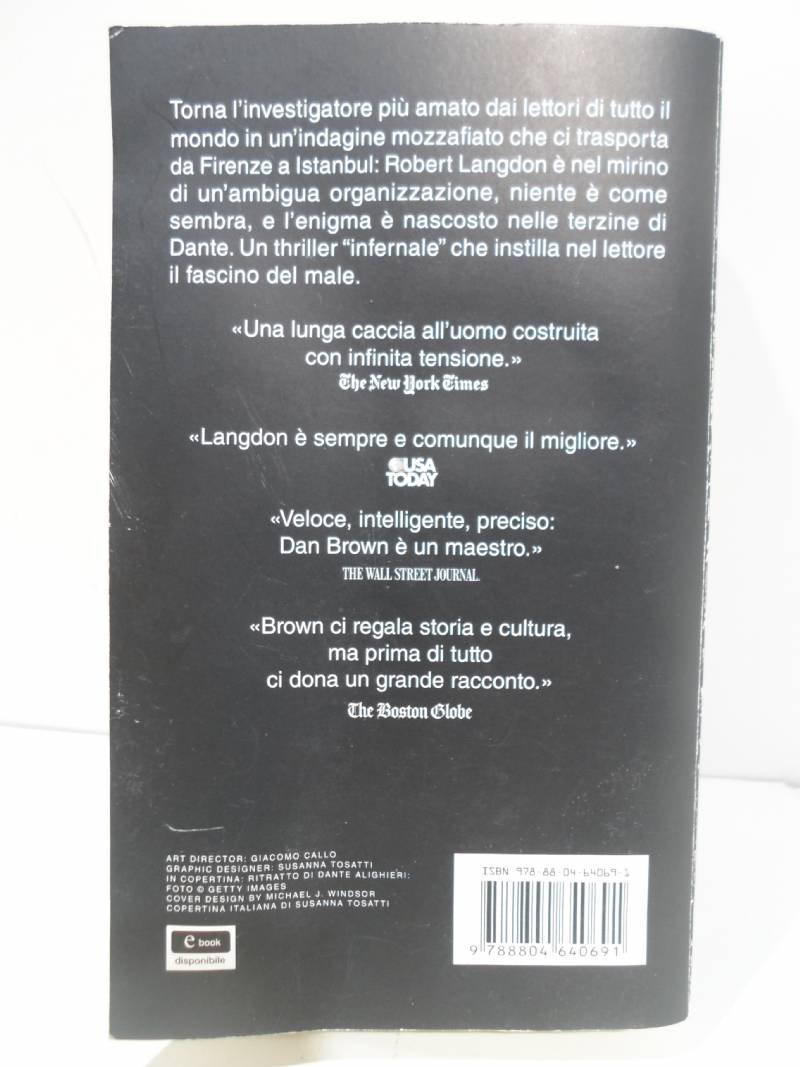 Torna l'investigatore più amato dai lettori di tutto il
mondo in un'indagine mozzafiato che ci trasporta
da Firenze a Istanbul: Robert Langdon è nel mirino
di un'ambigua organizzazione, niente è come
sembra, e l'enigma è nascosto nelle terzine di
Dante. Un thriller “infernale” che instilla nel lettore
il fascino del male.
«Una lunga caccia all'uomo costruita
con infinita tensione.»
The New York Times
«Langdon è sempre e comunque il migliore.»
USA
TODAY
«Veloce, intelligente, preciso:
Dan Brown è un maestro.»
THE WALL STREET JOURNAL.
«Brown ci regala storia e cultura,
ma prima di tutto
ci dona un grande racconto.»
The Boston Globe
ART DIRECTOR: GIACOMO CALLO
GRAPHIC DESIGNER: SUSANNA TOSATTI
IN COPERTINA: RITRATTO DI DANTE ALIGHIERI:
FOTO © GETTY IMAGES
COVER DESIGN BY MICHAEL J. WINDSOR
COPERTINA ITALIANA DI SUSANNA TOSATTI
e book
disponibile
ISBN 978-88-04-64069-1
9 788804 640691